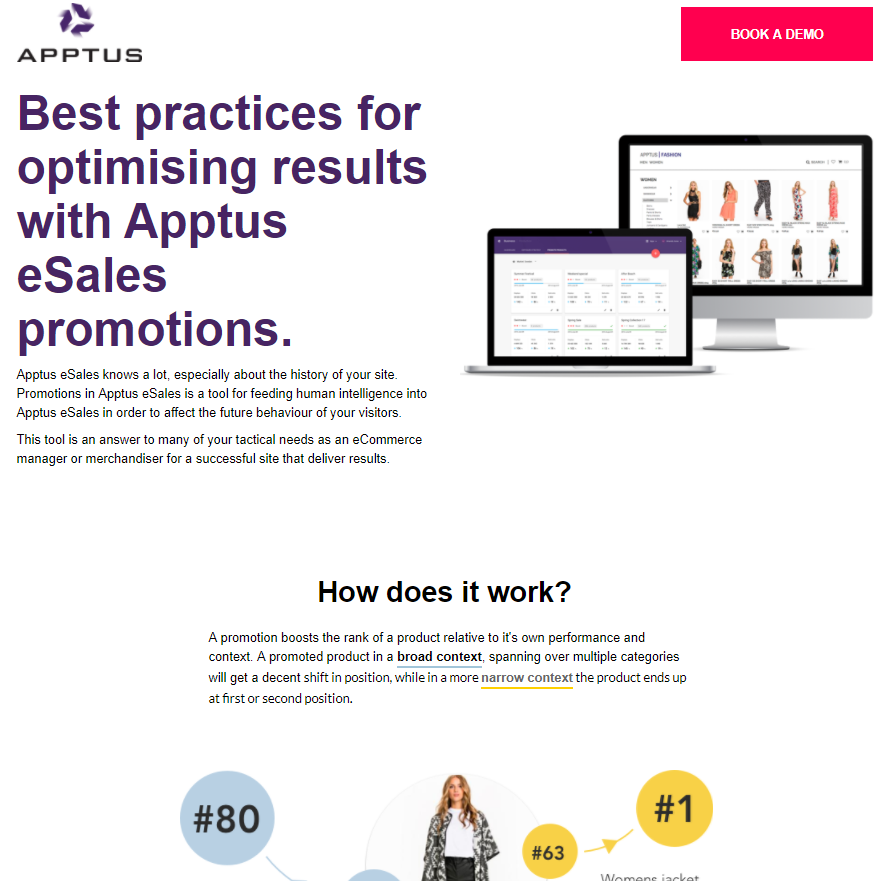 APPTUS
BOOK A DEMO
Best practices for
optimising results
with Apptus
eSales
promotions.
APPTUS | FASHION
MEN WOMEN
SEARCH
WOMEN
Apptus eSales knows a lot, especially about the history of your site.
Promotions in Apptus eSales is a tool for feeding human intelligence into
Apptus eSales in order to affect the future behaviour of your visitors.
This tool is an answer to many of your tactical needs as an eCommerce
manager or merchandiser for a successful site that deliver results.
How does it work?
A promotion boosts the rank of a product relative to it's own performance and
context. A promoted product in a broad context, spanning over multiple categories
will get a decent shift in position, while in a more narrow context the product ends up
at first or second position.
#80
#1
#63
Womens jacket